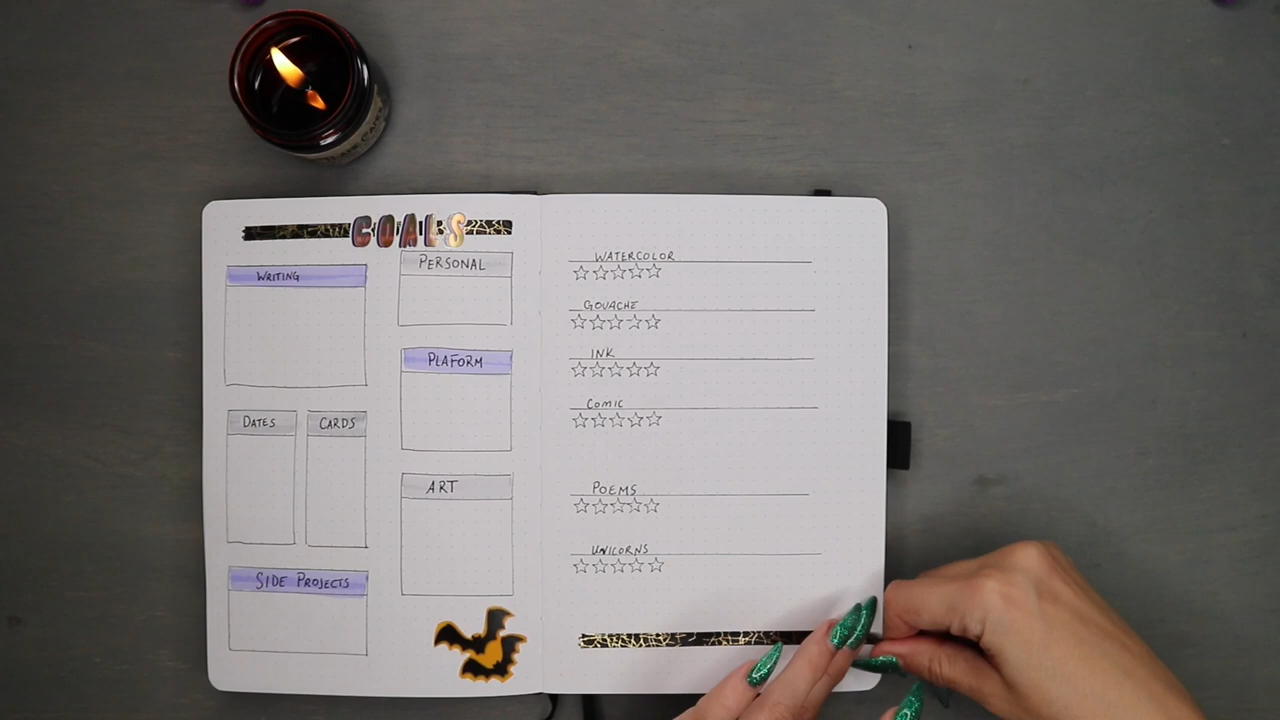 GOALS
WRITING
PERSONAL
PLAFORM
DATES
CARDS
ART
SIDE PROJECTS
WATERCOLOR
GOUACHE
INK
COMIC
POEMS
UNICORNS